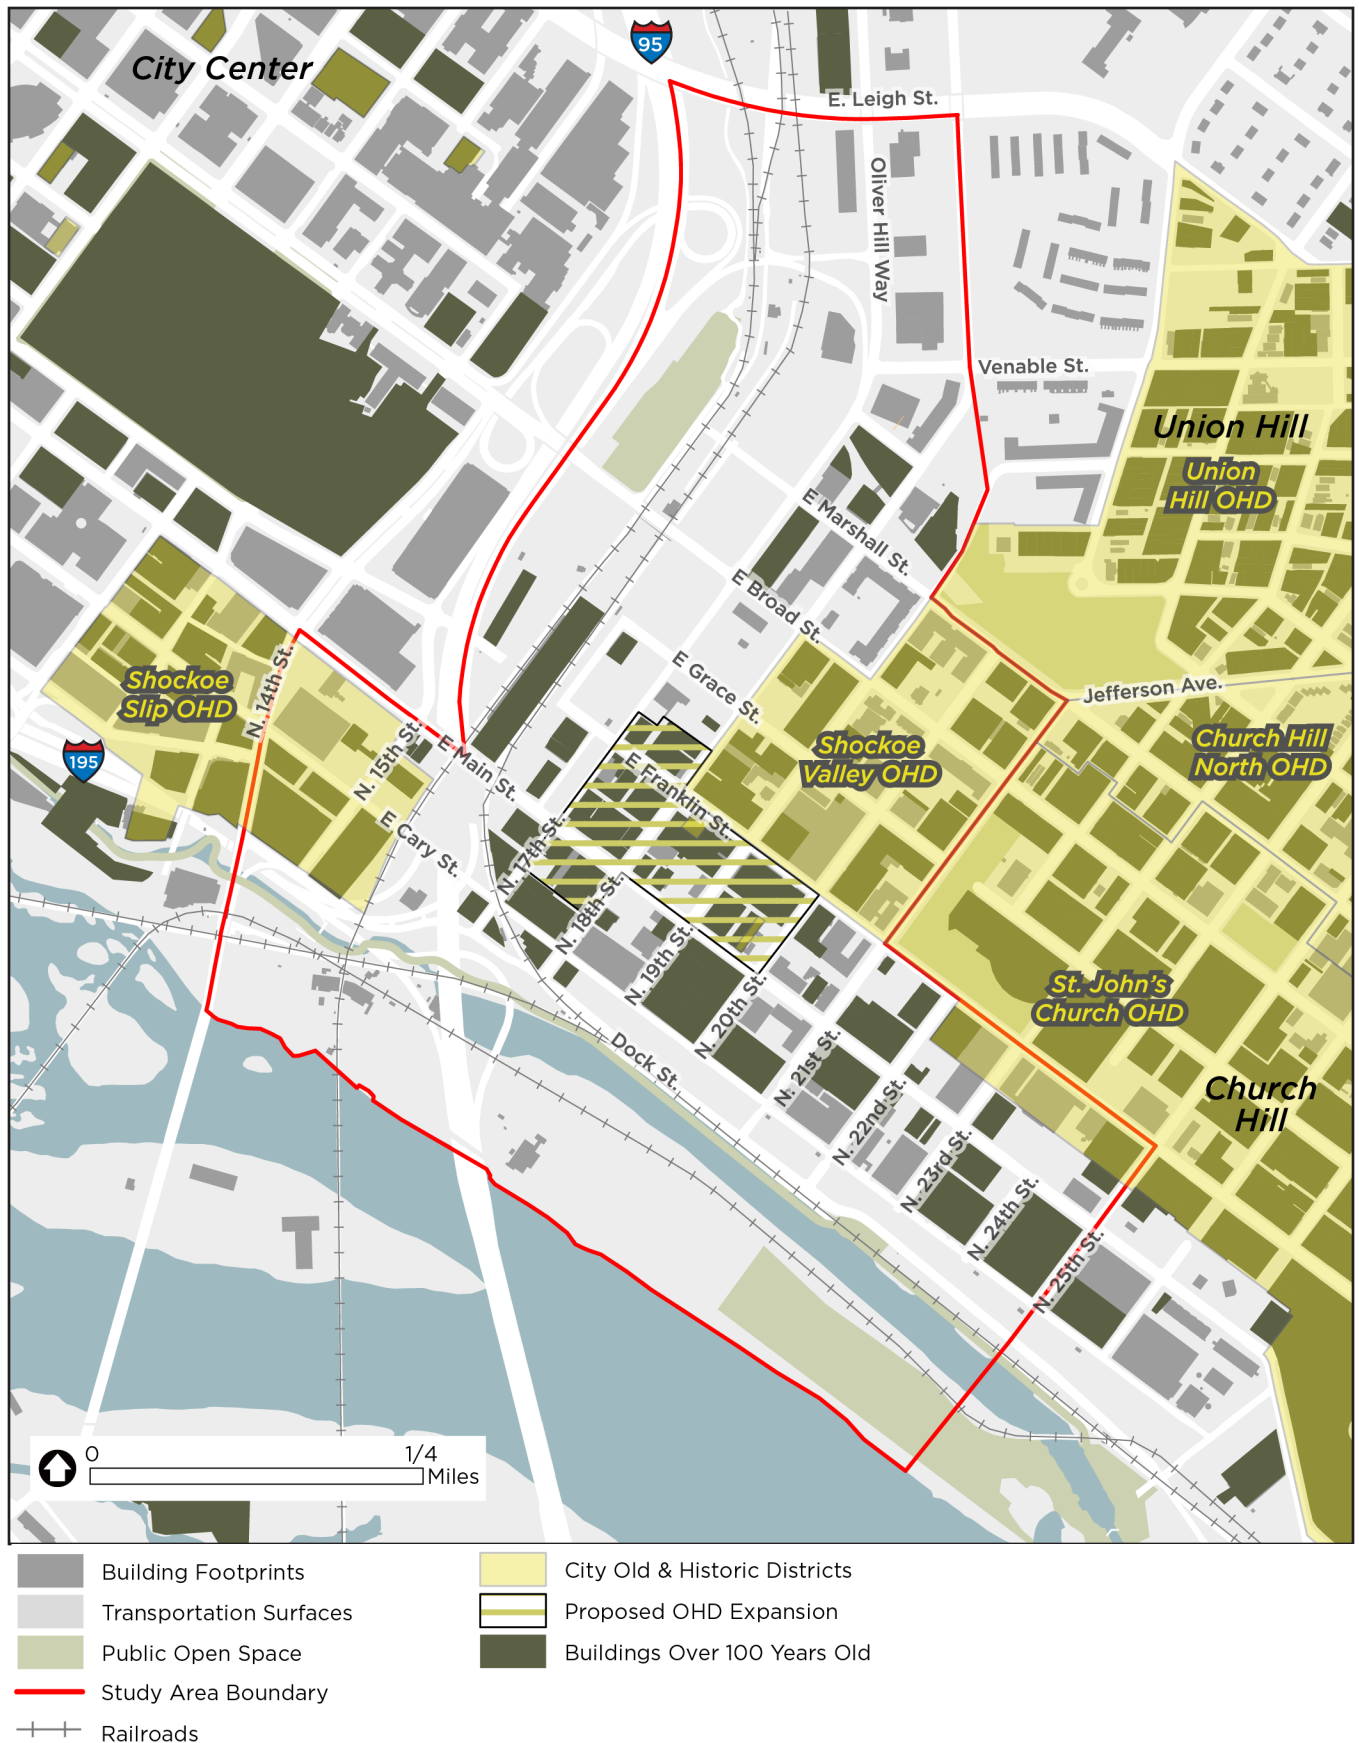 City Center
95
E. Leigh St.
Oliver Hill Way
Venable St.
Union Hill
Union
Hill OHD
E Marshall St.
E Broad St.
E Grace St.
Jefferson Ave.
Shockoe
Slip OHD
N. 14th St.
N. 15th St.
195
E Main St.
E Cary St.
E Franklin St.
Shockoe
Valley OHD
Church Hill
North OHD
N. 17th St.
N. 18th St.
N. 19th St.
N. 20th St.
N. 21st St.
N. 22nd St.
N. 23rd St.
N. 24th St.
N. 25th St.
Dock St.
St. John's
Church OHD
Church
Hill
0 1/4
Miles
Building Footprints
Transportation Surfaces
Public Open Space
Study Area Boundary
Railroads
City Old & Historic Districts
Proposed OHD Expansion
Buildings Over 100 Years Old